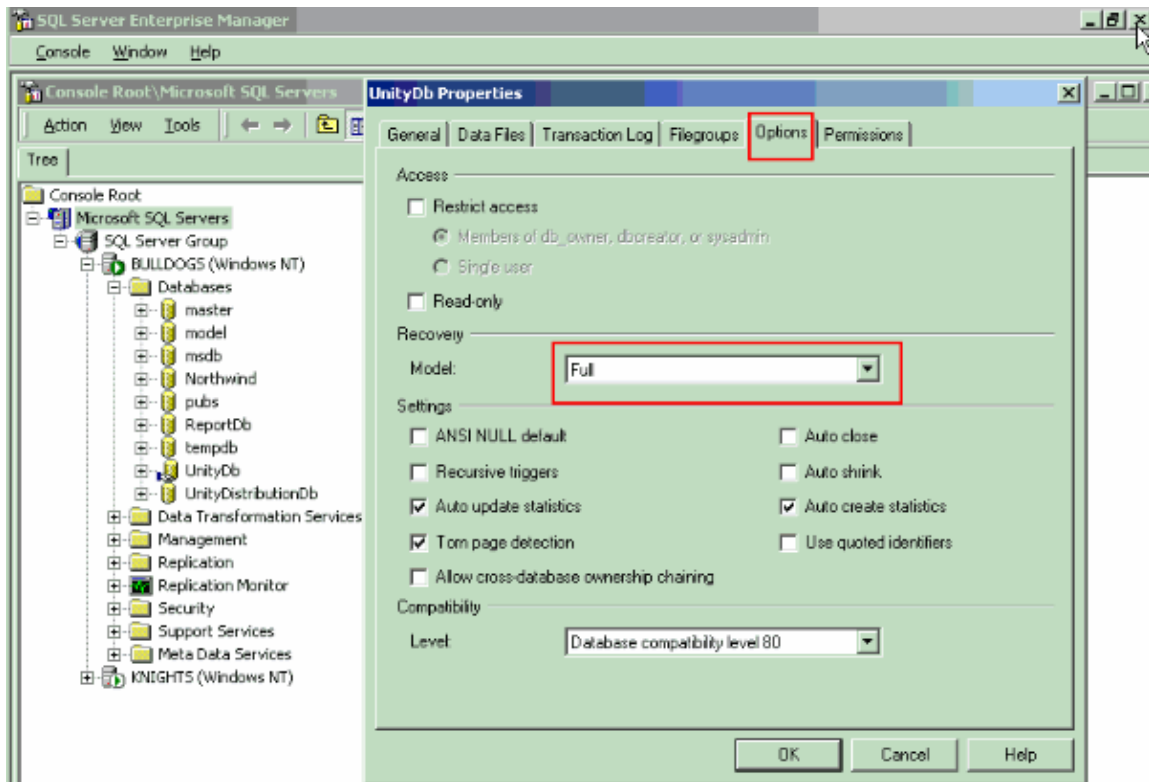 SQL Server Enterprise Manager
Console Window Help
Console Root\Microsoft SQL Servers
Action View Tools
Tree
Console Root
Microsoft SQL Servers
SQL Server Group
BULLDOGS (Windows NT)
Databases
master
model
msdb
Northwind
pubs
ReportDb
tempdb
UnityDb
UnityDistributionDb
Data Transformation Services
Management
Replication
Replication Monitor
Security
Support Services
Meta Data Services
KNIGHTS (Windows NT)
UnityDb Properties
General Data Files Transaction Log Filegroups Options Permissions
Access
Restrict access
Members of db_owner, dbcreator, or sysadmin
Single user
Read-only
Recovery
Model: Full
Settings
ANSI NULL default Auto close
Recursive triggers Auto shrink
Auto update statistics Auto create statistics
Torn page detection Use quoted identifiers
Allow cross-database ownership chaining
Compatibility
Level: Database compatibility level 80
OK Cancel Help